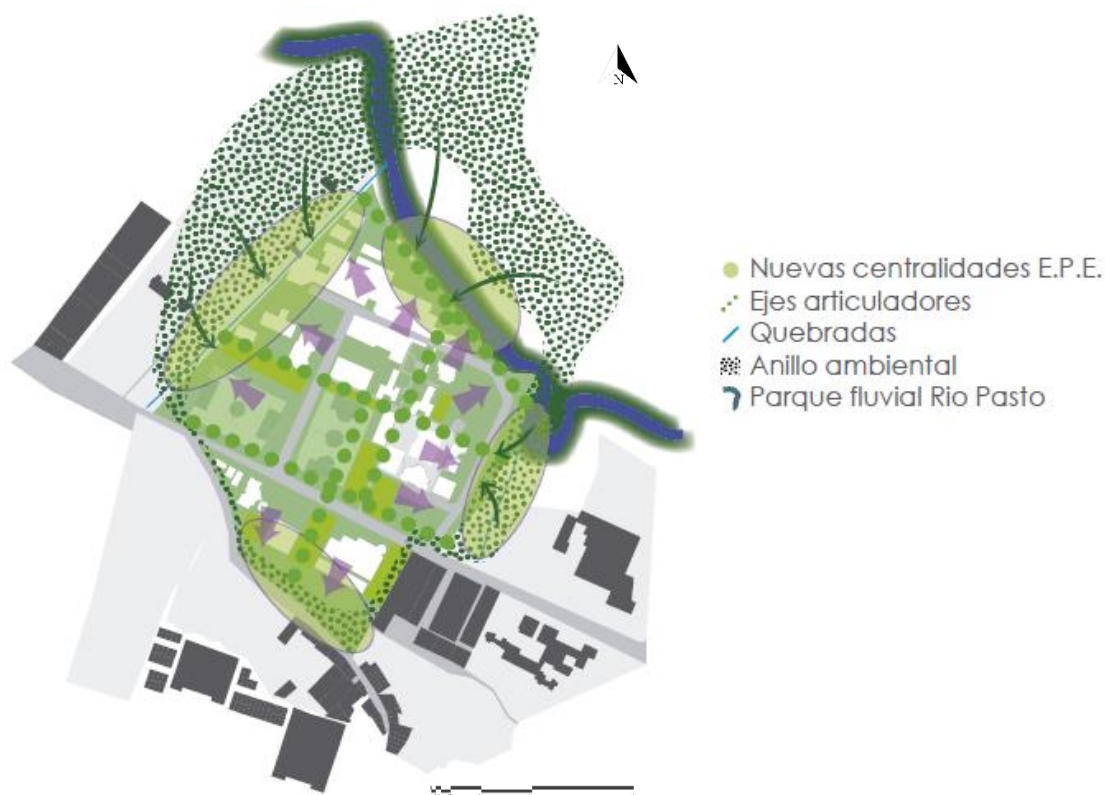 N
Nuevas centralidades E.P.E.
Ejes articuladores
Quebradas
Anillo ambiental
Parque fluvial Rio Pasto